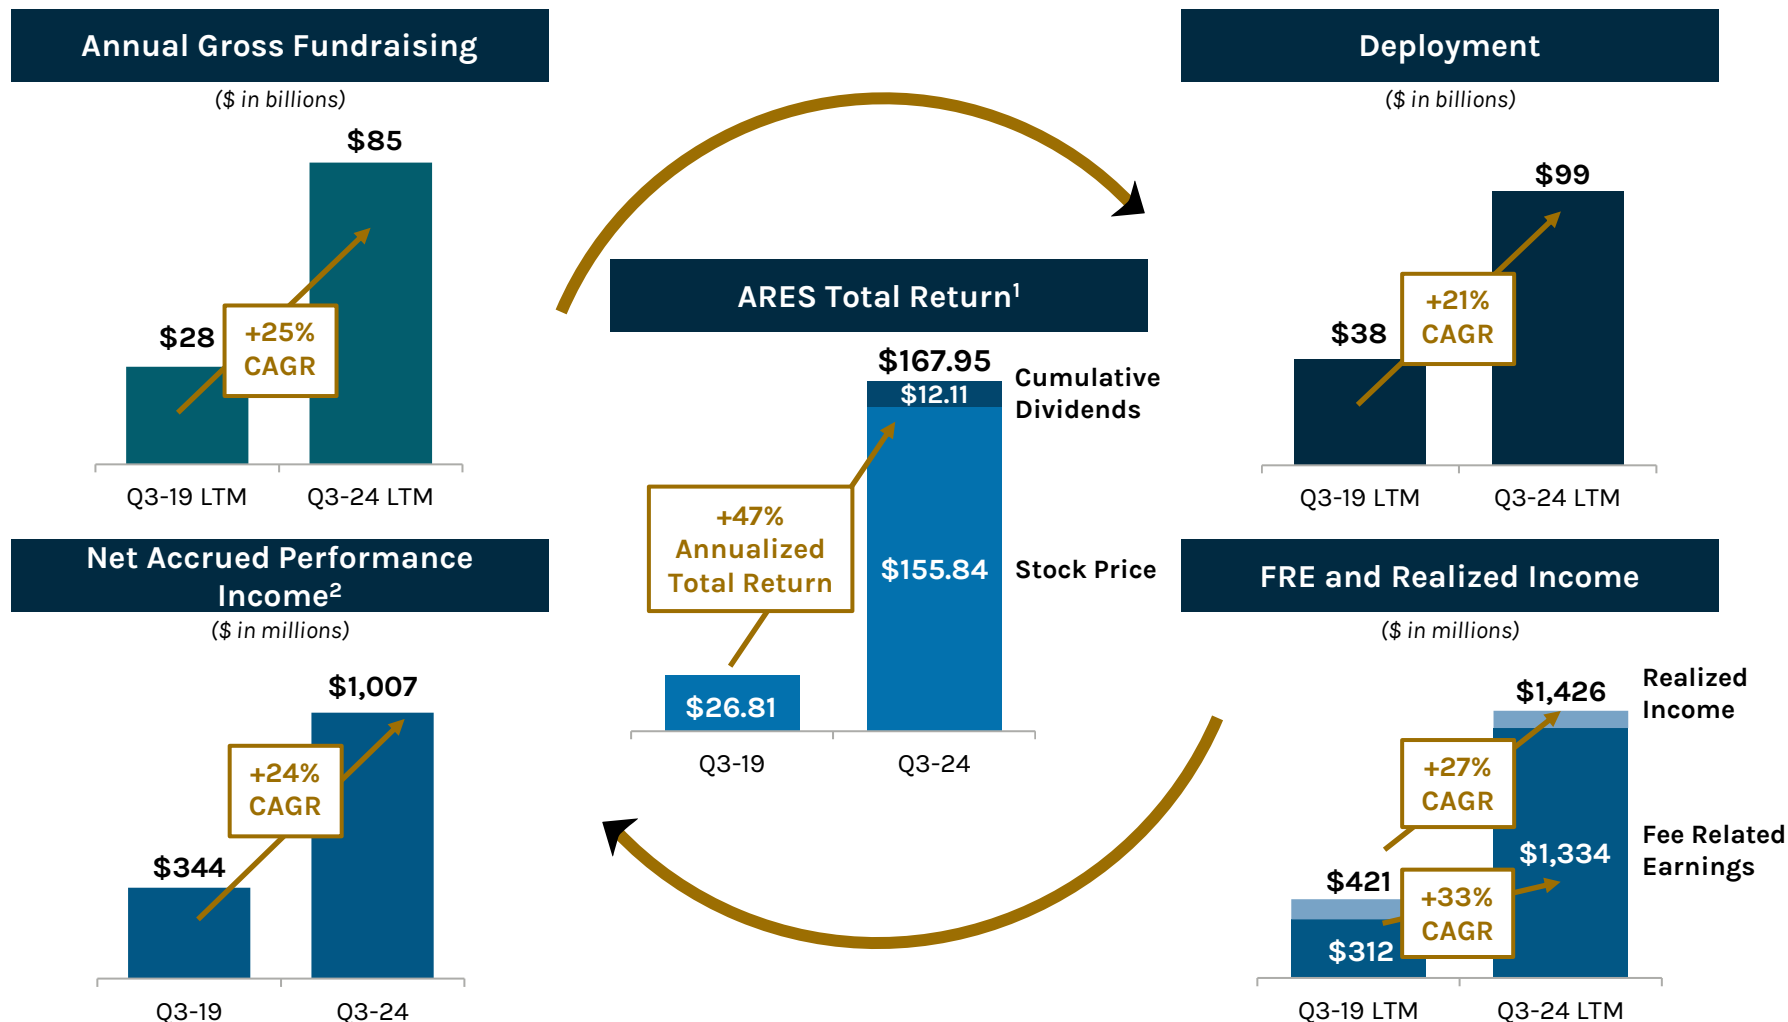 Annual Gross Fundraising
($ in billions)
$85
$28
+25%
CAGR
Q3-19 LTM
Q3-24 LTM
Deployment
($ in billions)
$99
$38
+21%
CAGR
Q3-19 LTM
Q3-24 LTM
ARES Total Return¹
$167.95
$12.11
Cumulative
Dividends
+47%
Annualized
Total Return
$155.84
Stock Price
$26.81
Q3-19
Q3-24
Net Accrued Performance
Income²
($ in millions)
$1,007
+24%
CAGR
$344
Q3-19
Q3-24
FRE and Realized Income
($ in millions)
$1,426
Realized
Income
+27%
CAGR
$1,334
Fee Related
Earnings
$421
+33%
CAGR
$312
Q3-19 LTM
Q3-24 LTM